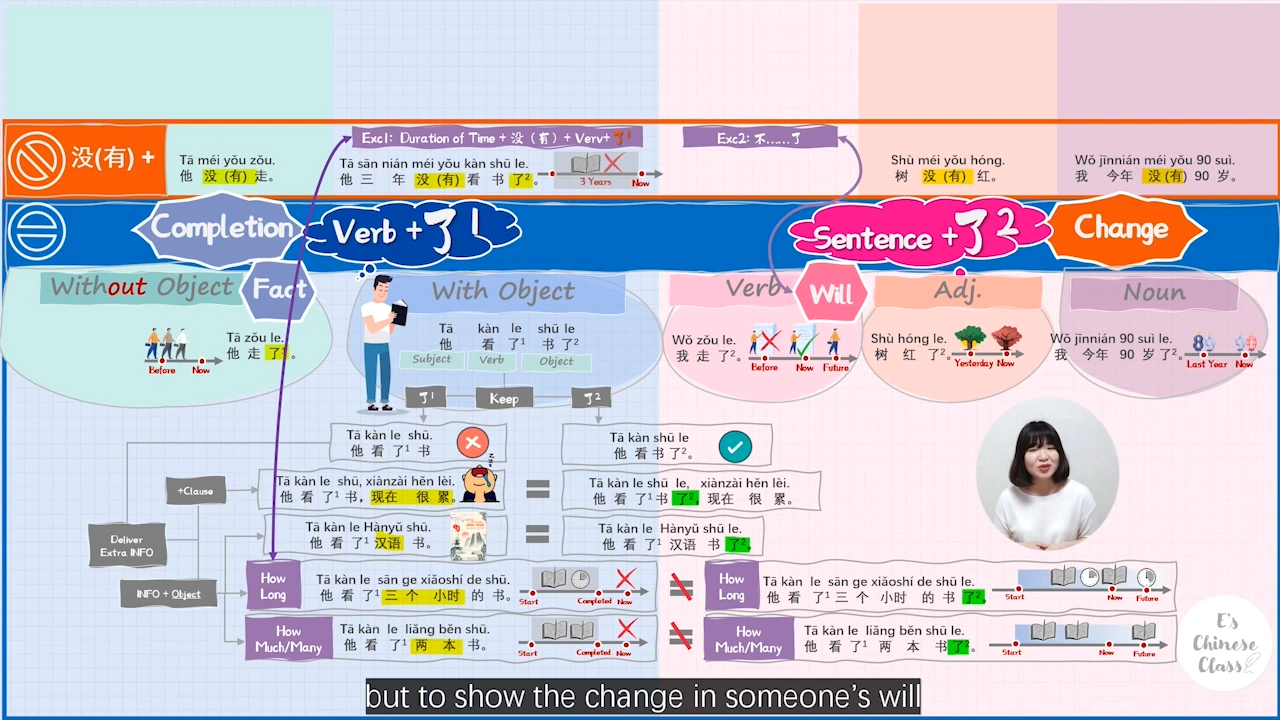 没(有) +
Tā méi yǒu zǒu.
他 没 (有) 走。
Exc1: Duration of Time + 没 (有) + Verv+ 了1
Tā sān nián méi yǒu kàn shū le.
他 三 年 没 (有) 看 书 了²。
3 Years
Now
Exc2: 不……了
Shù méi yǒu hóng.
树 没 (有) 红。
Wǒ jīnnián méi yǒu 90 suì.
我 今年 没 (有) 90 岁。
Completion
Verb +了1
Sentence +了2
Change
Without Object
Fact
With Object
Verb
Will
Adj.
Noun
Tā zǒu le.
他 走 了¹。
Before
Now
Tā kàn le shū le
他 看 了¹ 书 了²
Subject
Verb
Object
了1
Keep
了2
Wǒ zǒu le.
我 走 了²。
Before
Now
Future
Shù hóng le.
树 红 了²。
Yesterday
Now
Wǒ jīnnián 90 suì le.
我 今年 90 岁 了²。
Last Year
Now
Tā kàn le shū.
他 看 了¹ 书
Tā kàn shū le
他 看 书 了²。
+Clause
Tā kàn le shū, xiànzài hěn lèi.
他 看 了¹ 书, 现在 很 累。
=
Tā kàn le shū le, xiànzài hěn lèi.
他 看 了¹ 书 了², 现在 很 累。
Deliver
Extra INFO
Tā kàn le Hànyǔ shū.
他 看 了¹ 汉语 书。
=
Tā kàn le Hànyǔ shū le.
他 看 了¹ 汉语 书 了²。
INFO + Object
How
Long
Tā kàn le sān ge xiǎoshí de shū.
他 看 了¹ 三 个 小时 的 书。
Start
Completed
Now
How
Long
Tā kàn le sān ge xiǎoshí de shū le.
他 看 了¹ 三 个 小时 的 书 了²。
Start
Now
Future
How
Much/Many
Tā kàn le liǎng běn shū.
他 看 了¹ 两 本 书。
Start
Completed
Now
How
Much/Many
Tā kàn le liǎng běn shū le.
他 看 了¹ 两 本 书 了²。
Start
Now
Future
E's
Chinese
Class
but to show the change in someone's will